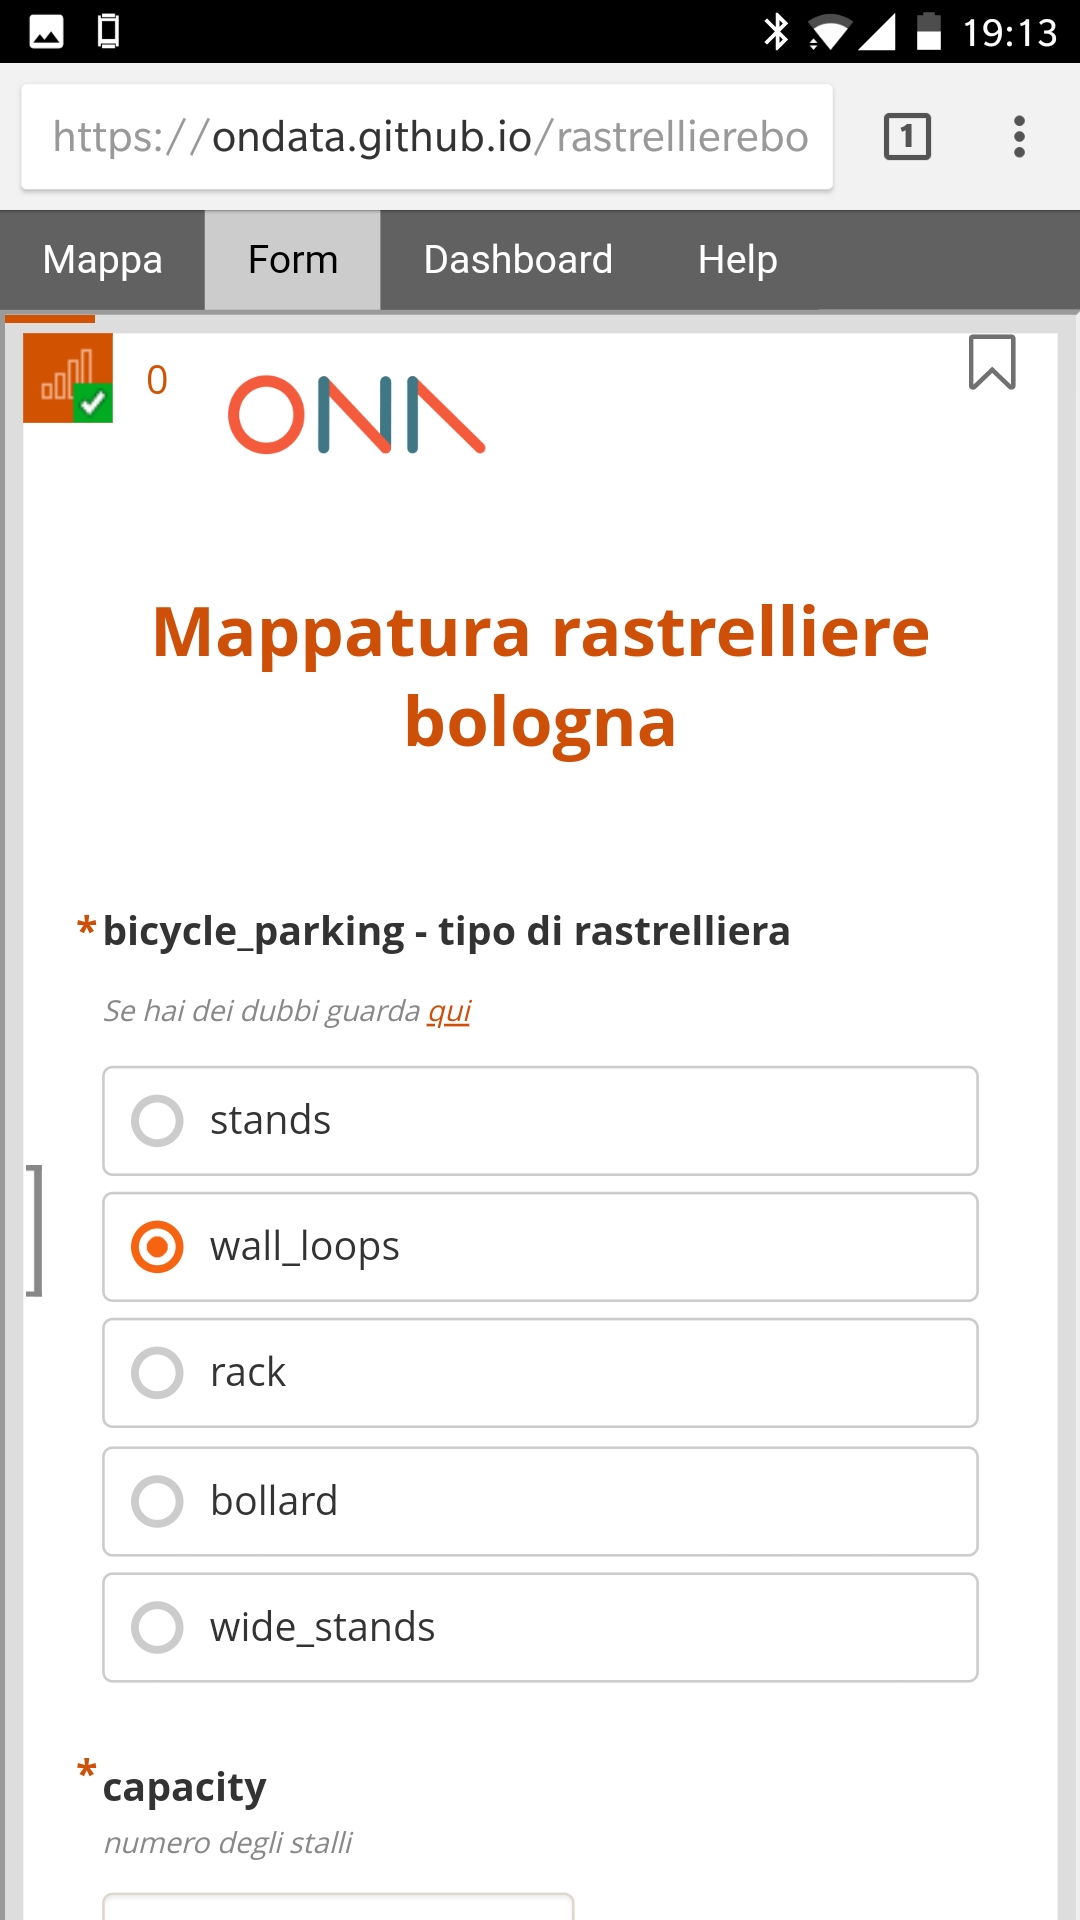 19:13
https://ondata.github.io/rastrellierebo
1
Mappa Form Dashboard Help
0
ONA
Mappatura rastrelliere
bologna
*bicycle_parking - tipo di rastrelliera
Se hai dei dubbi guarda qui
stands
wall_loops
rack
bollard
wide_stands
*capacity
numero degli stalli